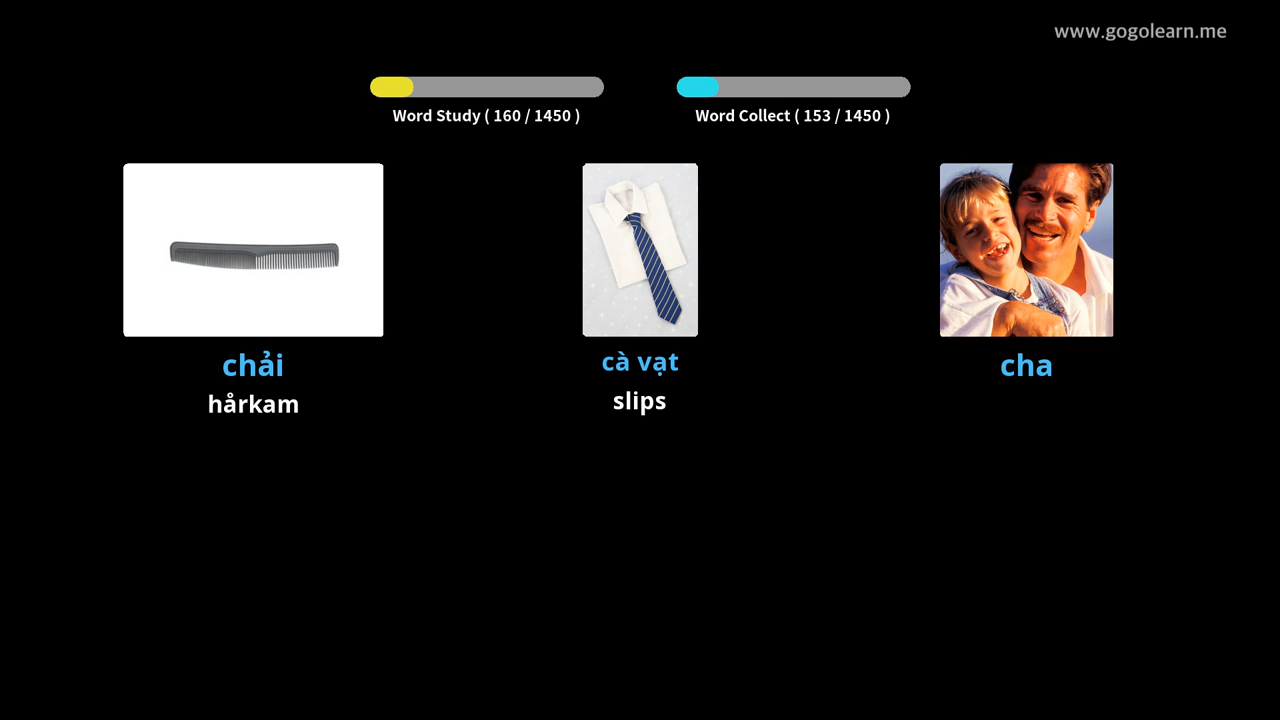 www.gogolearn.me
Word Study ( 160 / 1450 )
Word Collect ( 153 / 1450 )
chải
hårkam
cà vạt
slips
cha